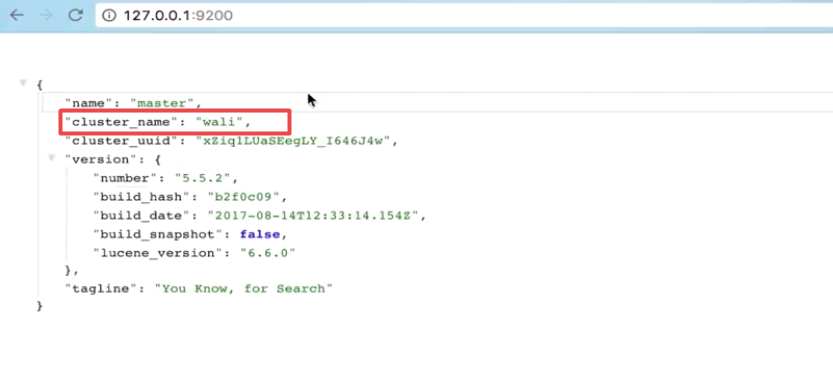 127.0.0.1:9200
{
"name": "master",
"cluster_name": "wali",
"cluster_uuid": "xZiq1LUaSEegLY_I646J4w",
"version": {
"number": "5.5.2",
"build_hash": "b2f0c09",
"build_date": "2017-08-14T12:33:14.154Z",
"build_snapshot": false,
"lucene_version": "6.6.0"
},
"tagline": "You Know, for Search"
}